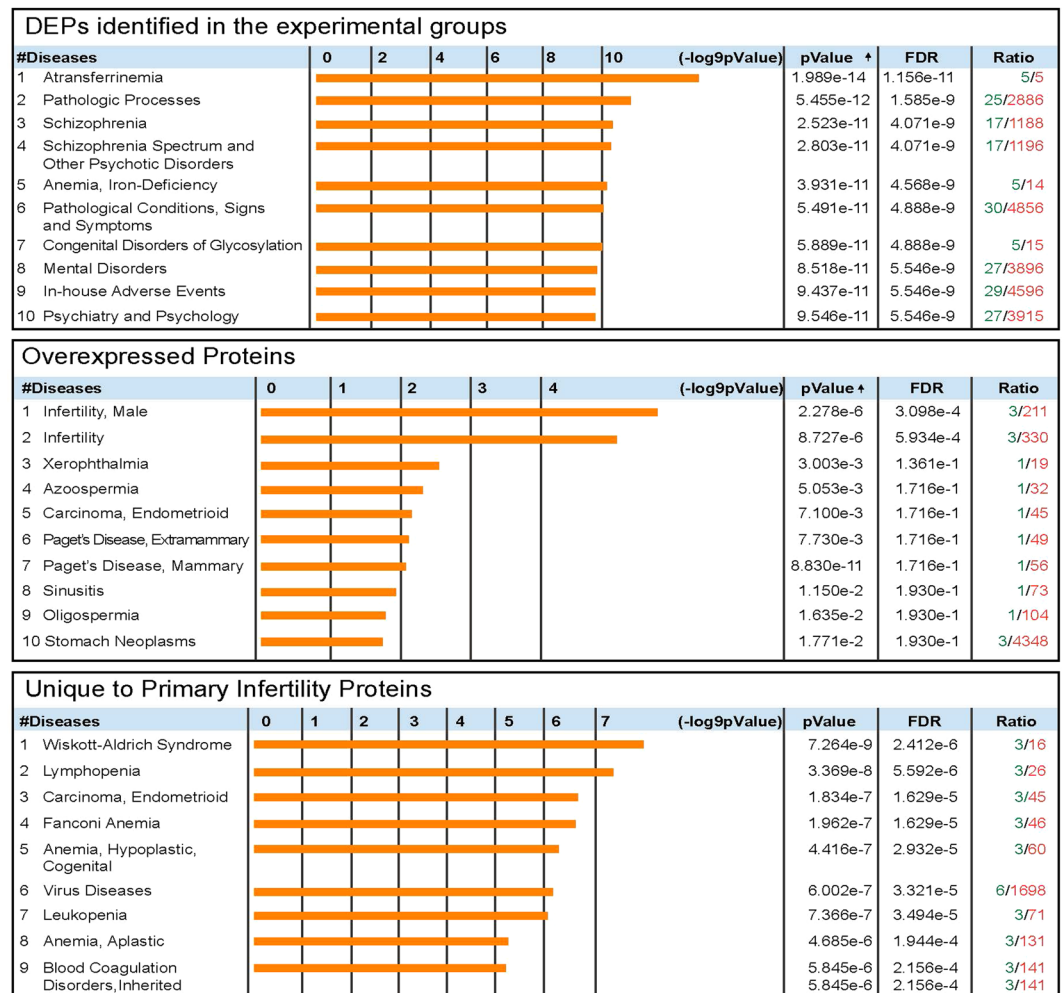 DEPs identified in the experimental groups
#Diseases 0 2 4 6 8 10 (-log9pValue) pValue ↑ FDR Ratio
1 Atransferrinemia 1.989e-14 1.156e-11 5/5
2 Pathologic Processes 5.455e-12 1.585e-9 25/2886
3 Schizophrenia 2.523e-11 4.071e-9 17/1188
4 Schizophrenia Spectrum and 2.803e-11 4.071e-9 17/1196
Other Psychotic Disorders
5 Anemia, Iron-Deficiency 3.931e-11 4.568e-9 5/14
6 Pathological Conditions, Signs 5.491e-11 4.888e-9 30/4856
and Symptoms
7 Congenital Disorders of Glycosylation 5.889e-11 4.888e-9 5/15
8 Mental Disorders 8.518e-11 5.546e-9 27/3896
9 In-house Adverse Events 9.437e-11 5.546e-9 29/4596
10 Psychiatry and Psychology 9.546e-11 5.546e-9 27/3915
Overexpressed Proteins
#Diseases 0 1 2 3 4 (-log9pValue) pValue ↑ FDR Ratio
1 Infertility, Male 2.278e-6 3.098e-4 3/211
2 Infertility 8.727e-6 5.934e-4 3/330
3 Xerophthalmia 3.003e-3 1.361e-1 1/19
4 Azoospermia 5.053e-3 1.716e-1 1/32
5 Carcinoma, Endometrioid 7.100e-3 1.716e-1 1/45
6 Paget's Disease, Extramammary 7.730e-3 1.716e-1 1/49
7 Paget's Disease, Mammary 8.830e-11 1.716e-1 1/56
8 Sinusitis 1.150e-2 1.930e-1 1/73
9 Oligospermia 1.635e-2 1.930e-1 1/104
10 Stomach Neoplasms 1.771e-2 1.930e-1 3/4348
Unique to Primary Infertility Proteins
#Diseases 0 1 2 3 4 5 6 7 (-log9pValue) pValue FDR Ratio
1 Wiskott-Aldrich Syndrome 7.264e-9 2.412e-6 3/16
2 Lymphopenia 3.369e-8 5.592e-6 3/26
3 Carcinoma, Endometrioid 1.834e-7 1.629e-5 3/45
4 Fanconi Anemia 1.962e-7 1.629e-5 3/46
5 Anemia, Hypoplastic, 4.416e-7 2.932e-5 3/60
Cogenital
6 Virus Diseases 6.002e-7 3.321e-5 6/1698
7 Leukopenia 7.366e-7 3.494e-5 3/71
8 Anemia, Aplastic 4.685e-6 1.944e-4 3/131
9 Blood Coagulation 5.845e-6 2.156e-4 3/141
Disorders,Inherited 5.845e-6 2.156e-4 3/141